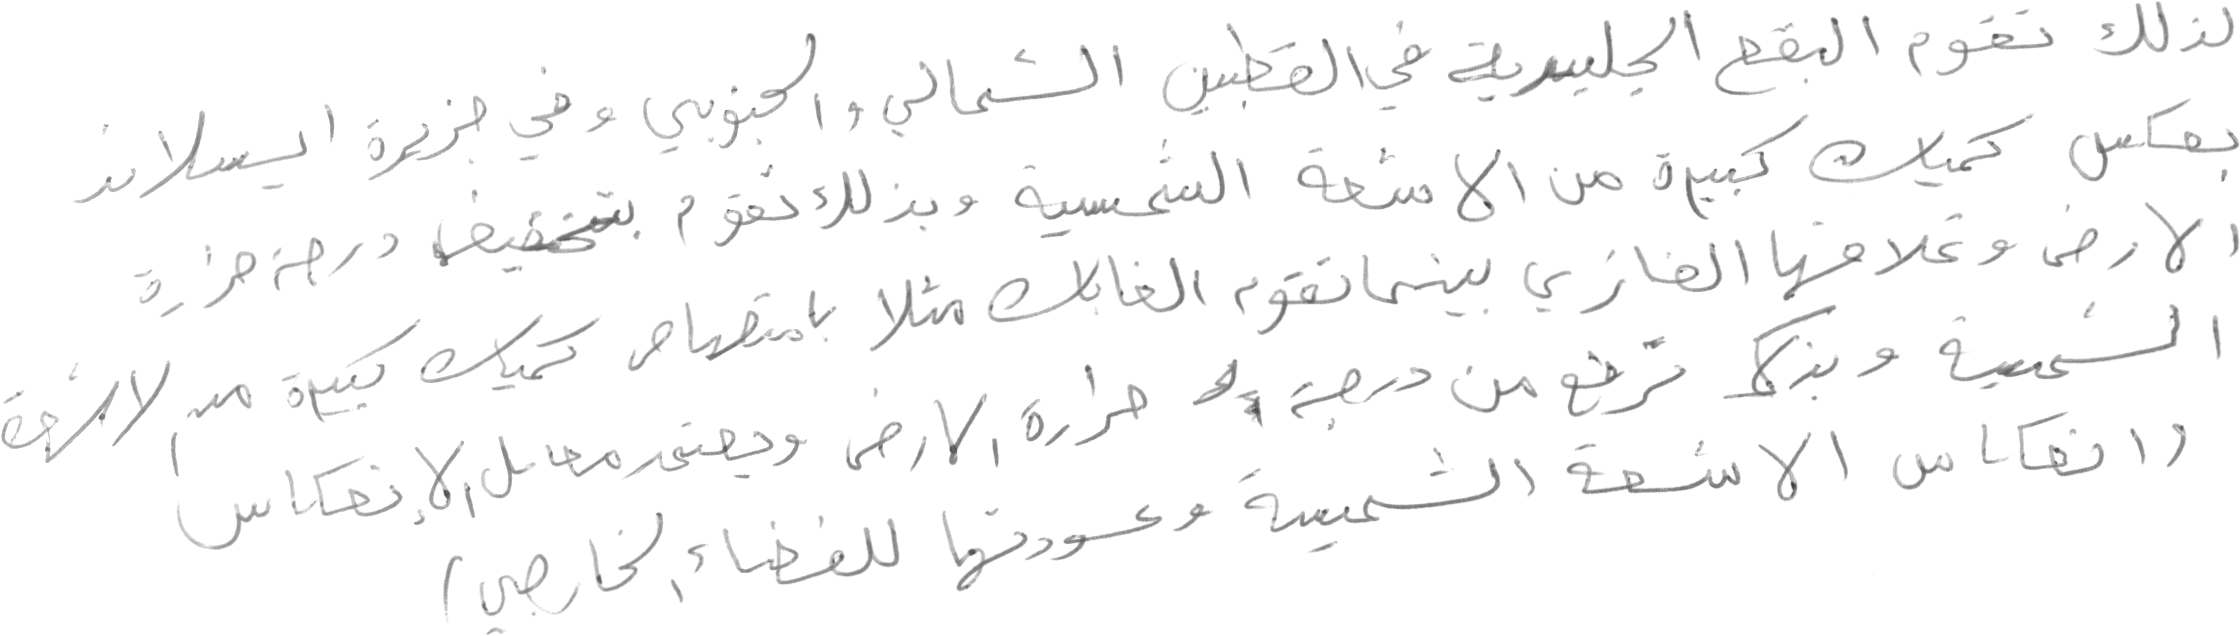 لذلك تقوم البقع الجليدية في القطبين الشمالي والجنوبي وفي جزيرة ايسلاند
بعكس كميات كبيرة من الاشعة الشمسية وبذلك تقوم بتخفيض درجة حرارة
الارض وغلافها الغازي بينما تقوم الغابات مثلا بامتصاص كميات كبيرة من الاشعة
الشمسية وبذلك ترفع من درجة حرارة الارض ويعتبر معامل الإنعكاس (
وانعكاس الاشعة الشمسية وعودتها للفضاء الخارجي)